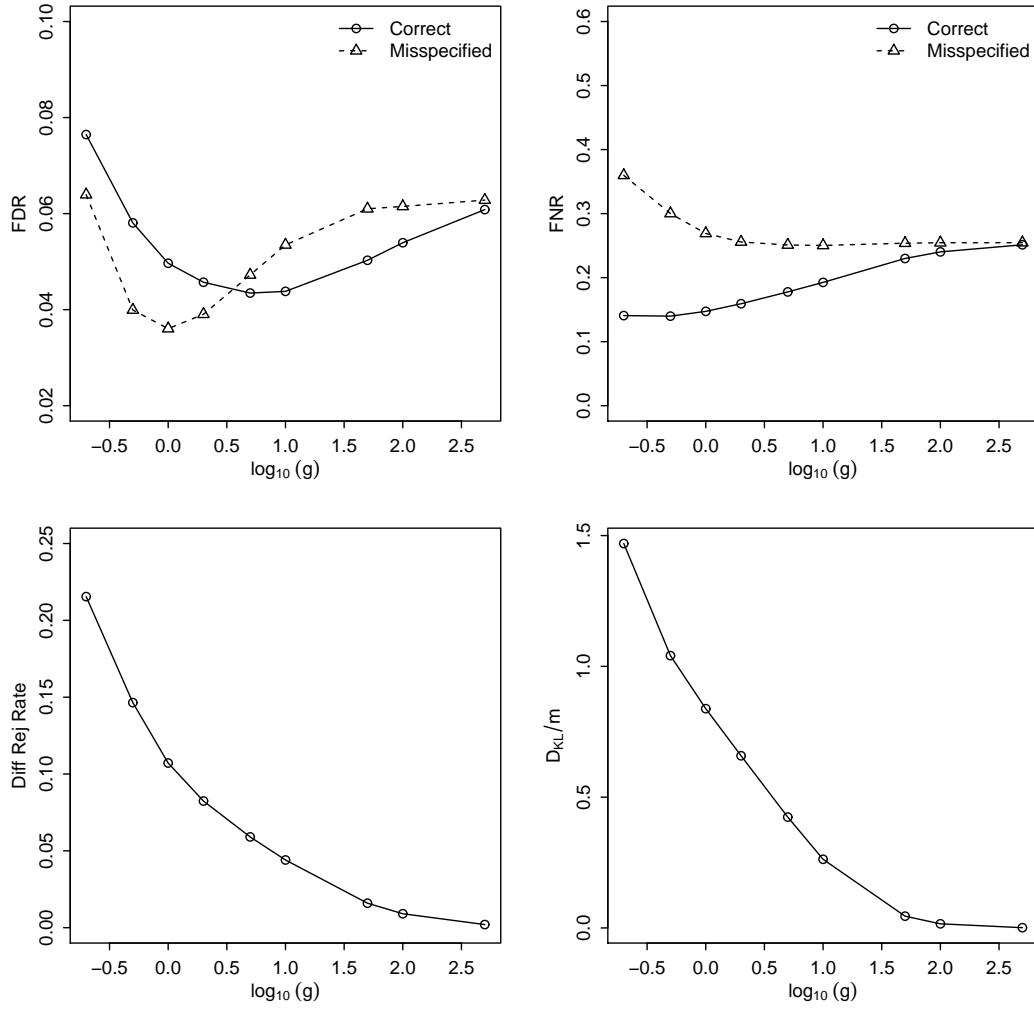 Correct
Misspecified
0.10
0.08
0.06
0.04
0.02
FDR
−0.5 0.0 0.5 1.0 1.5 2.0 2.5
log₁₀ (g)
Correct
Misspecified
0.6
0.5
0.4
0.3
0.2
0.1
0.0
FNR
−0.5 0.0 0.5 1.0 1.5 2.0 2.5
log₁₀ (g)
0.25
0.20
0.15
0.10
0.05
0.00
Diff Rej Rate
−0.5 0.0 0.5 1.0 1.5 2.0 2.5
log₁₀ (g)
1.5
1.0
0.5
0.0
D_KL/m
−0.5 0.0 0.5 1.0 1.5 2.0 2.5
log₁₀ (g)